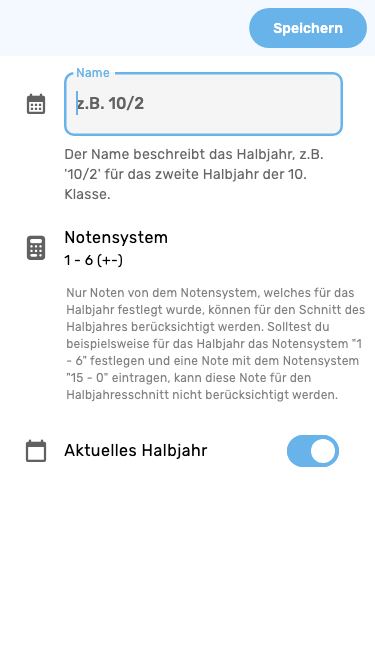 Speichern
Name
z.B. 10/2
Der Name beschreibt das Halbjahr, z.B.
'10/2' für das zweite Halbjahr der 10.
Klasse.
Notensystem
1 - 6 (+-)
Nur Noten von dem Notensystem, welches für das
Halbjahr festlegt wurde, können für den Schnitt des
Halbjahres berücksichtigt werden. Solltest du
beispielsweise für das Halbjahr das Notensystem "1
- 6" festlegen und eine Note mit dem Notensystem
"15 - 0" eintragen, kann diese Note für den
Halbjahresschnitt nicht berücksichtigt werden.
Aktuelles Halbjahr